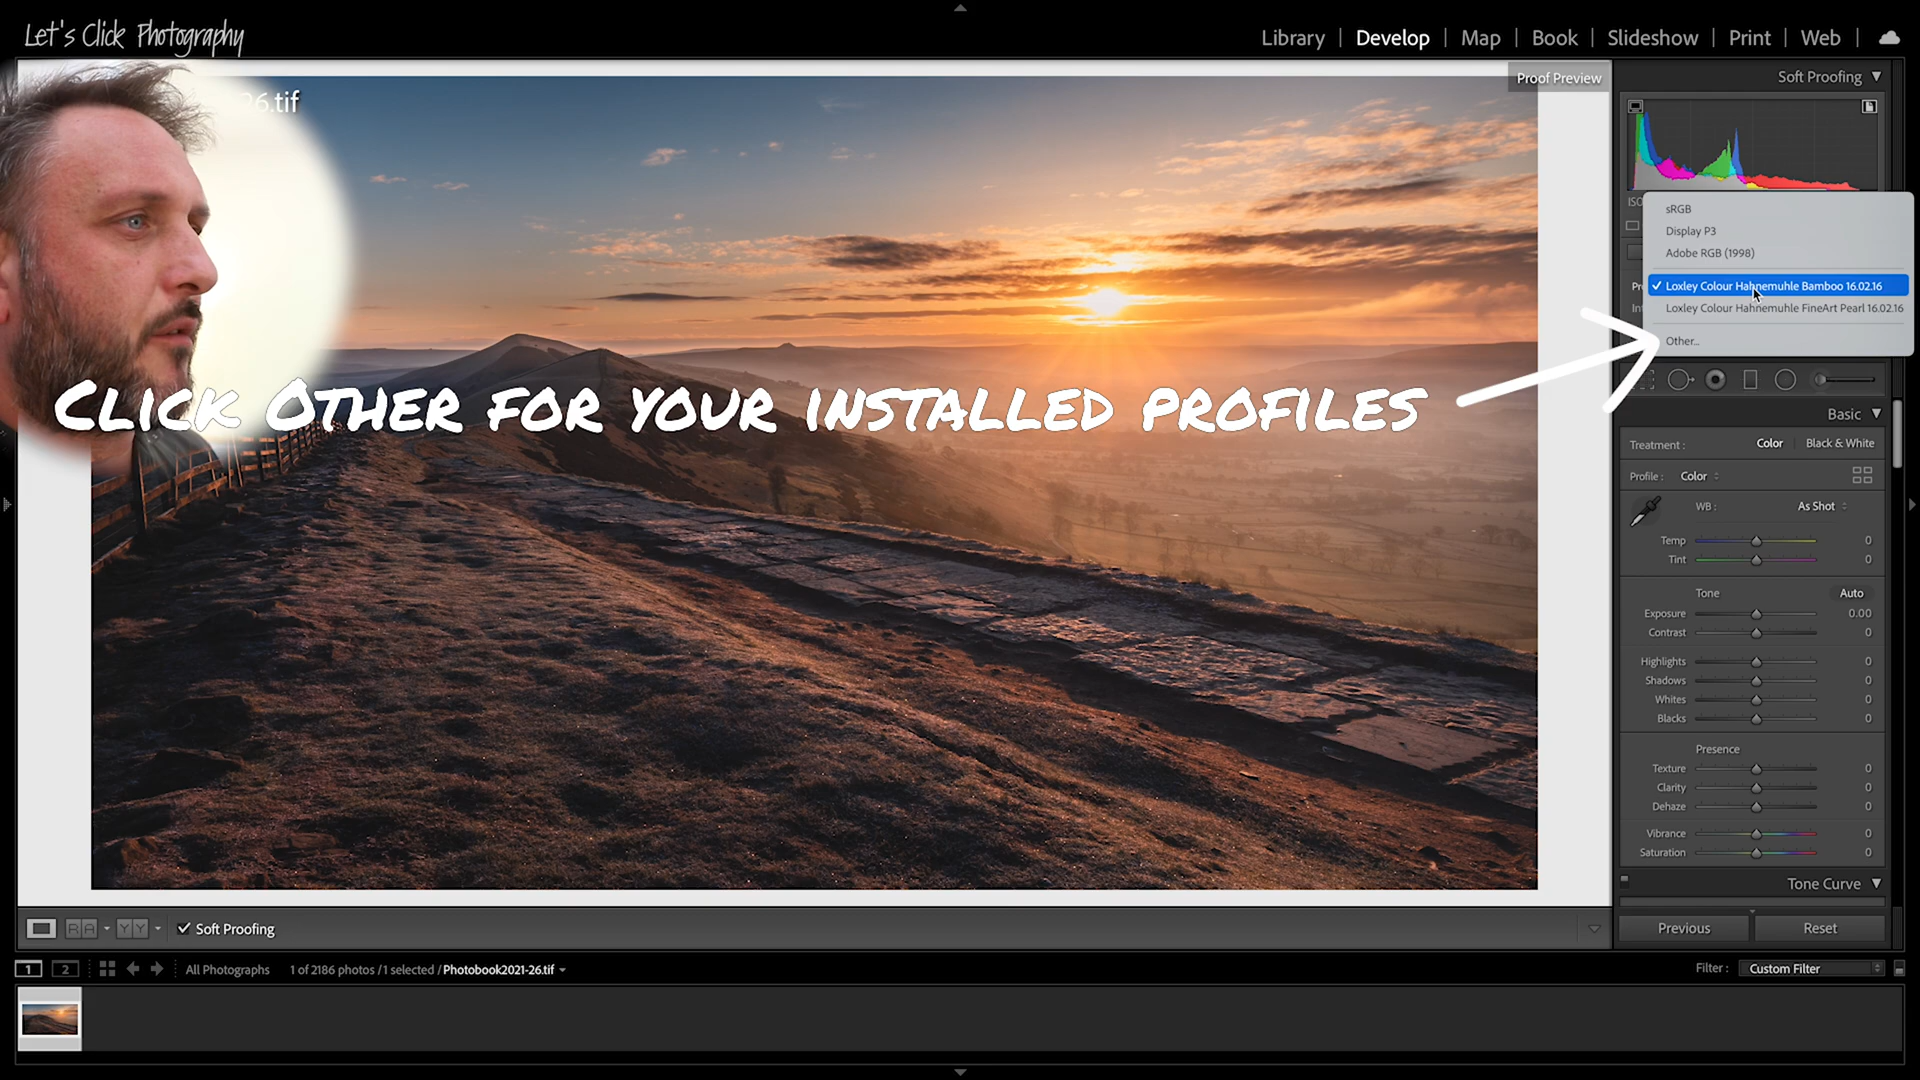 Let's Click Photography
Library | Develop | Map | Book | Slideshow | Print | Web |
26.tif
Proof Preview
Soft Proofing
ISO
sRGB
Display P3
Adobe RGB (1998)
Loxley Colour Hahnemuhle Bamboo 16.02.16
Loxley Colour Hahnemuhle FineArt Pearl 16.02.16
Other...
Click Other for your installed profiles
Basic
Treatment : Color Black & White
Profile : Color
WB : As Shot
Temp 0
Tint 0
Tone Auto
Exposure 0.00
Contrast 0
Highlights 0
Shadows 0
Whites 0
Blacks 0
Presence
Texture 0
Clarity 0
Dehaze 0
Vibrance 0
Saturation 0
Tone Curve
R A Y Y Soft Proofing
Previous Reset
1 2 All Photographs 1 of 2186 photos /1 selected / Photobook2021-26.tif
Filter : Custom Filter